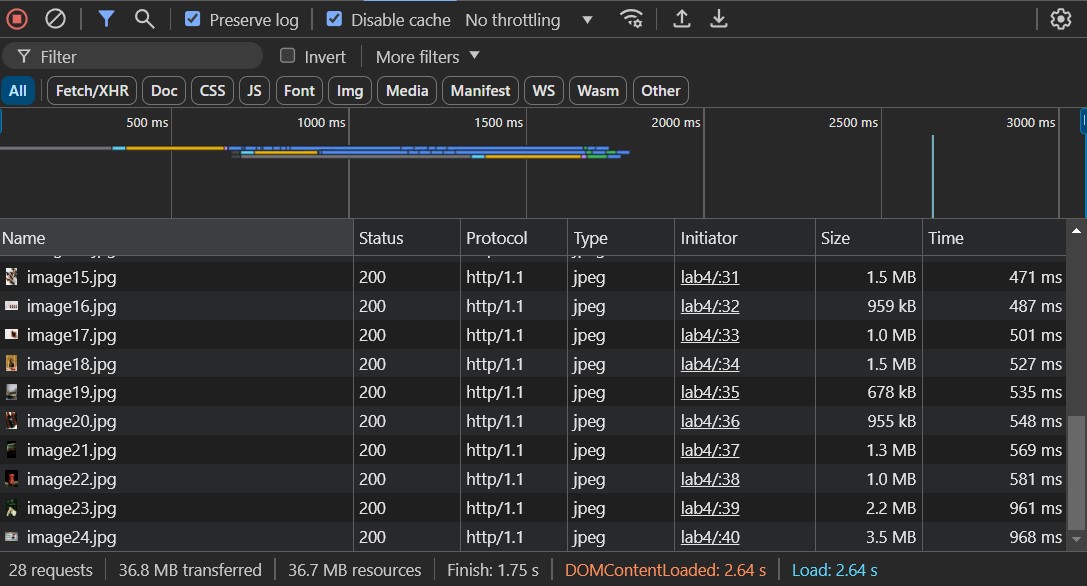 Preserve log Disable cache No throttling
Filter Invert More filters
All Fetch/XHR Doc CSS JS Font Img Media Manifest WS Wasm Other
500 ms 1000 ms 1500 ms 2000 ms 2500 ms 3000 ms
Name Status Protocol Type Initiator Size Time
image15.jpg 200 http/1.1 jpeg lab4/:31 1.5 MB 471 ms
image16.jpg 200 http/1.1 jpeg lab4/:32 959 kB 487 ms
image17.jpg 200 http/1.1 jpeg lab4/:33 1.0 MB 501 ms
image18.jpg 200 http/1.1 jpeg lab4/:34 1.5 MB 527 ms
image19.jpg 200 http/1.1 jpeg lab4/:35 678 kB 535 ms
image20.jpg 200 http/1.1 jpeg lab4/:36 955 kB 548 ms
image21.jpg 200 http/1.1 jpeg lab4/:37 1.3 MB 569 ms
image22.jpg 200 http/1.1 jpeg lab4/:38 1.0 MB 581 ms
image23.jpg 200 http/1.1 jpeg lab4/:39 2.2 MB 961 ms
image24.jpg 200 http/1.1 jpeg lab4/:40 3.5 MB 968 ms
28 requests 36.8 MB transferred 36.7 MB resources Finish: 1.75 s DOMContentLoaded: 2.64 s Load: 2.64 s